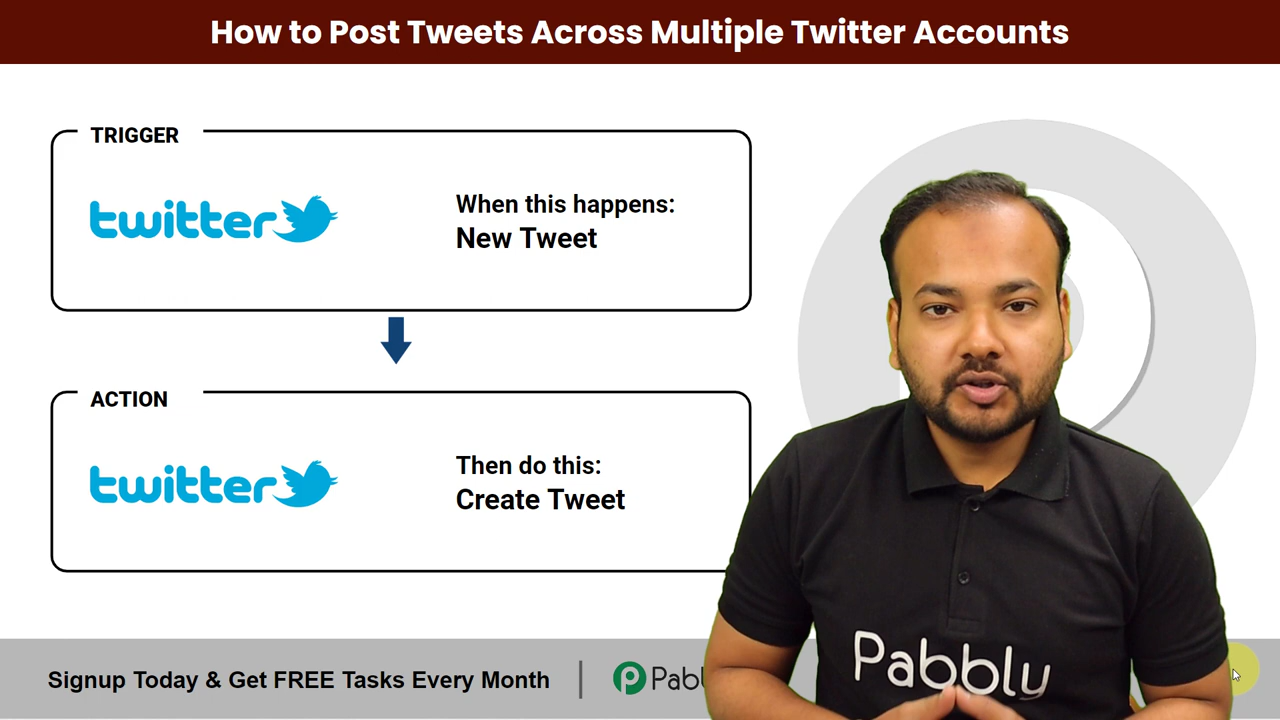 How to Post Tweets Across Multiple Twitter Accounts
TRIGGER
twitter
When this happens:
New Tweet
ACTION
twitter
Then do this:
Create Tweet
Signup Today & Get FREE Tasks Every Month
Pabbly